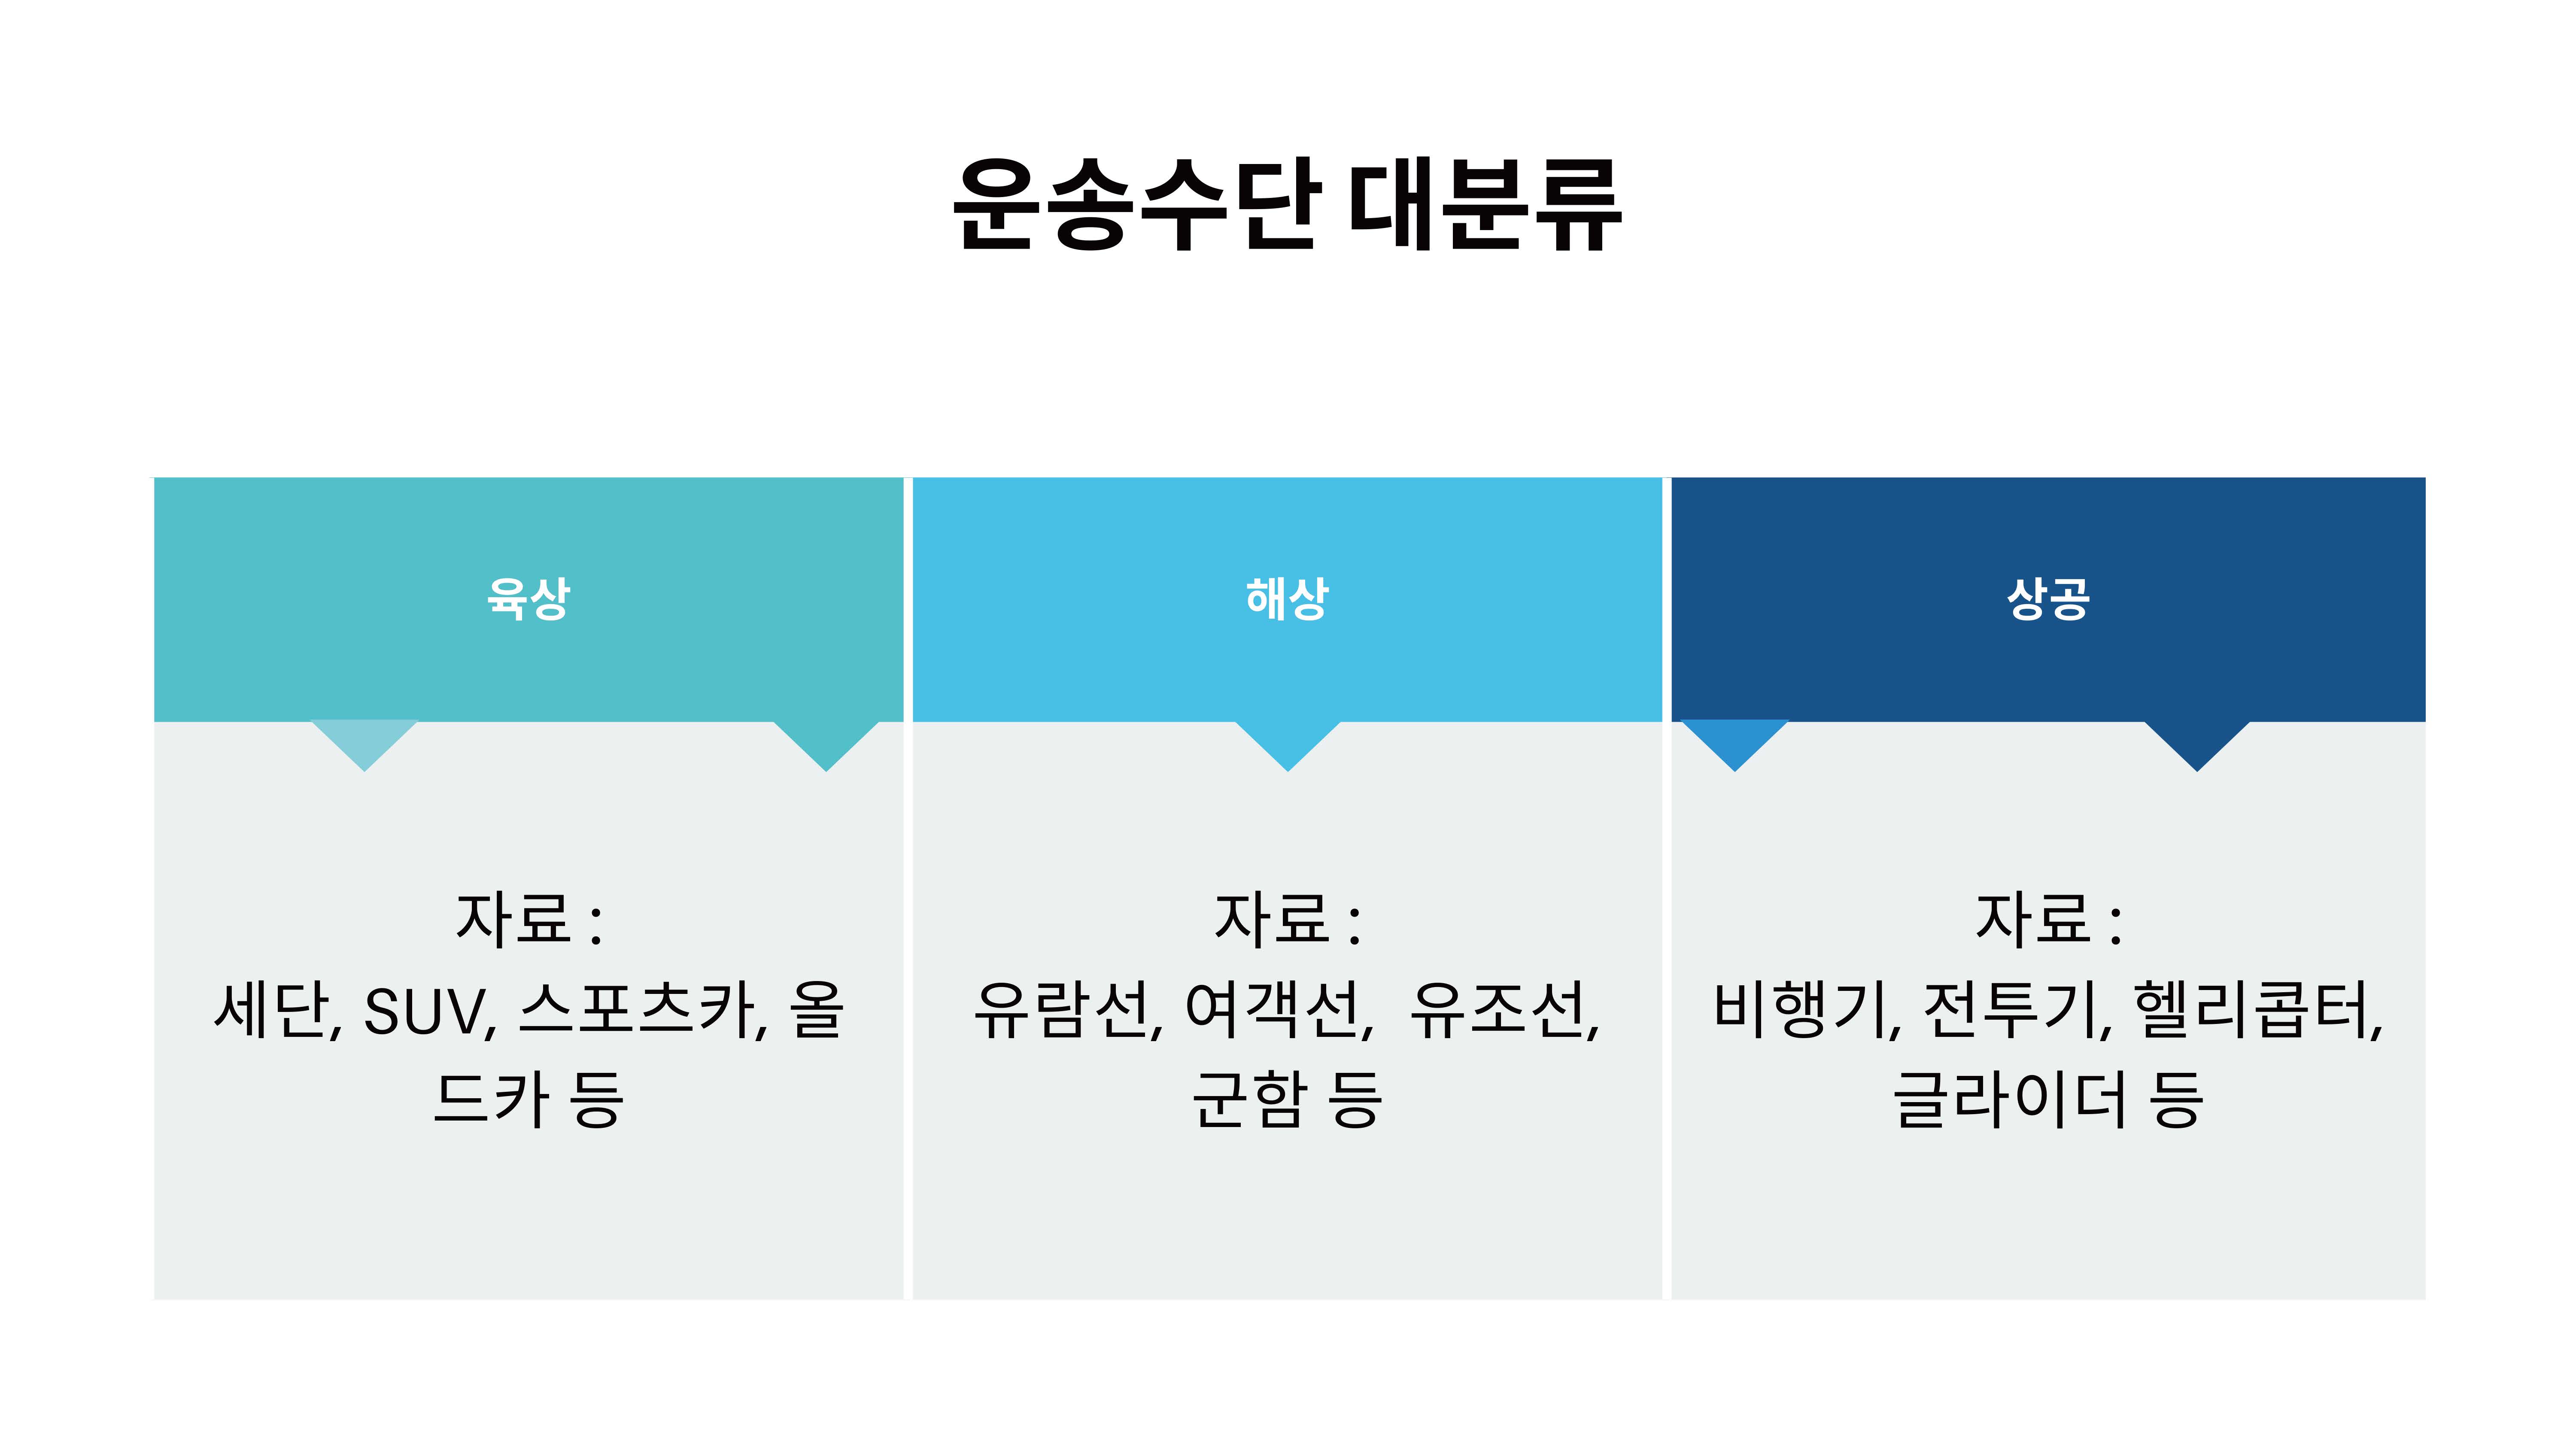 운송수단 대분류
육상
해상
상공
자료 :
세단, SUV, 스포츠카, 올
드카 등
자료 :
유람선, 여객선,  유조선,
군함 등
자료 :
비행기, 전투기, 헬리콥터,
글라이더 등